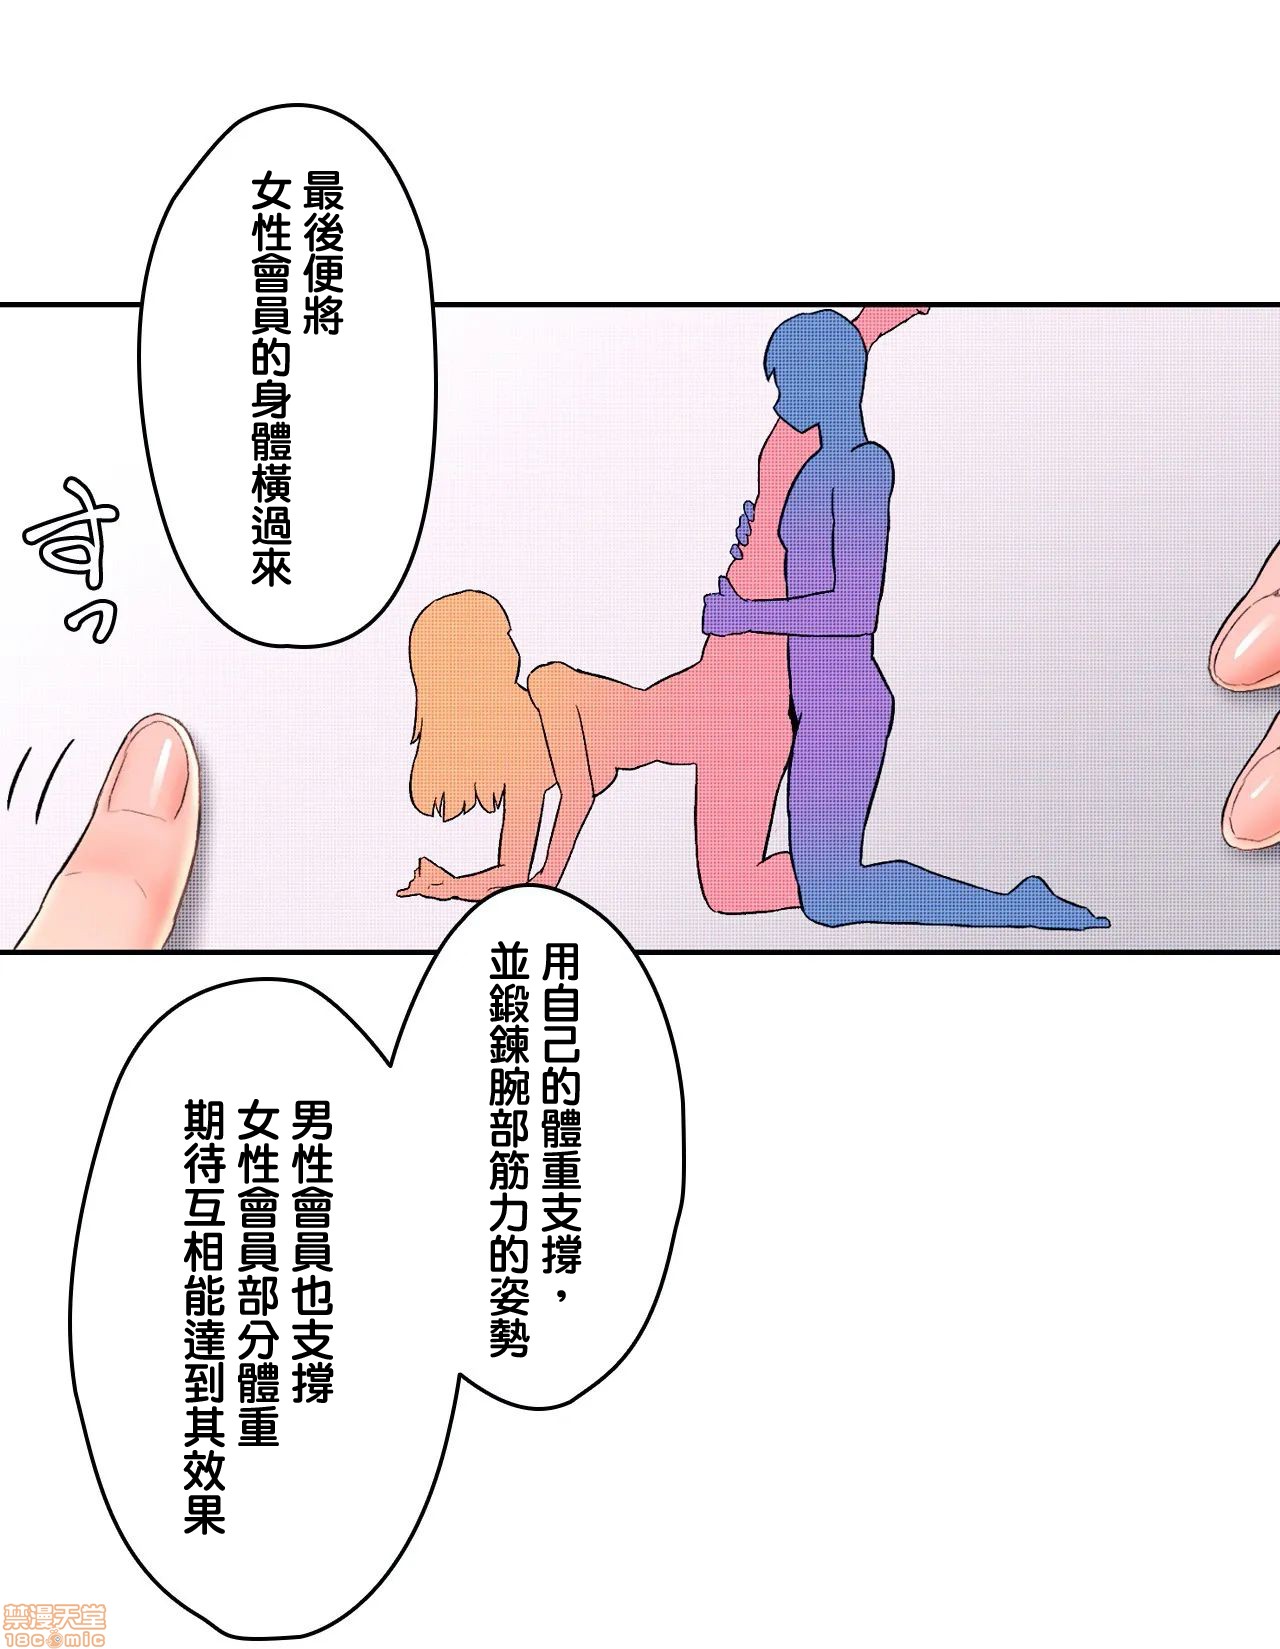 最後便將
女性會員的身體橫過來
すっ
用自己的體重支撐，
並鍛鍊腕部筋力的姿勢
男性會員也支撐
女性會員部分體重
期待互相能達到其效果
禁漫天堂
18comic